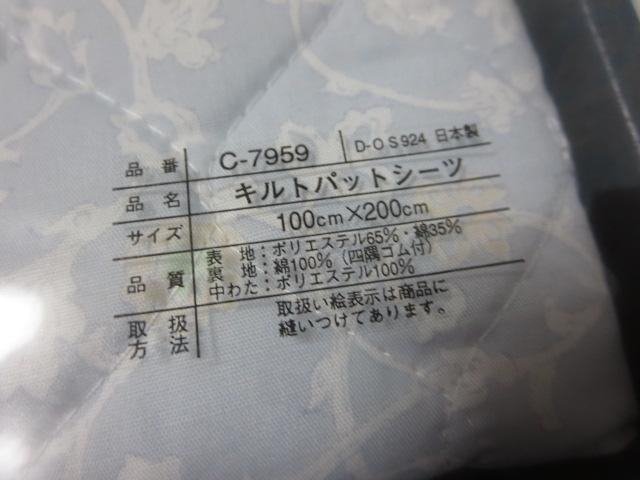 品番 C-7959 D-OS924 日本製
品名 キルトパットシーツ
サイズ 100cm×200cm
品質 表地：ポリエステル65%・綿35%
裏地：綿100%（四隅ゴム付）
中わた：ポリエステル100%
取扱方法 取扱い絵表示は商品に
縫いつけてあります。